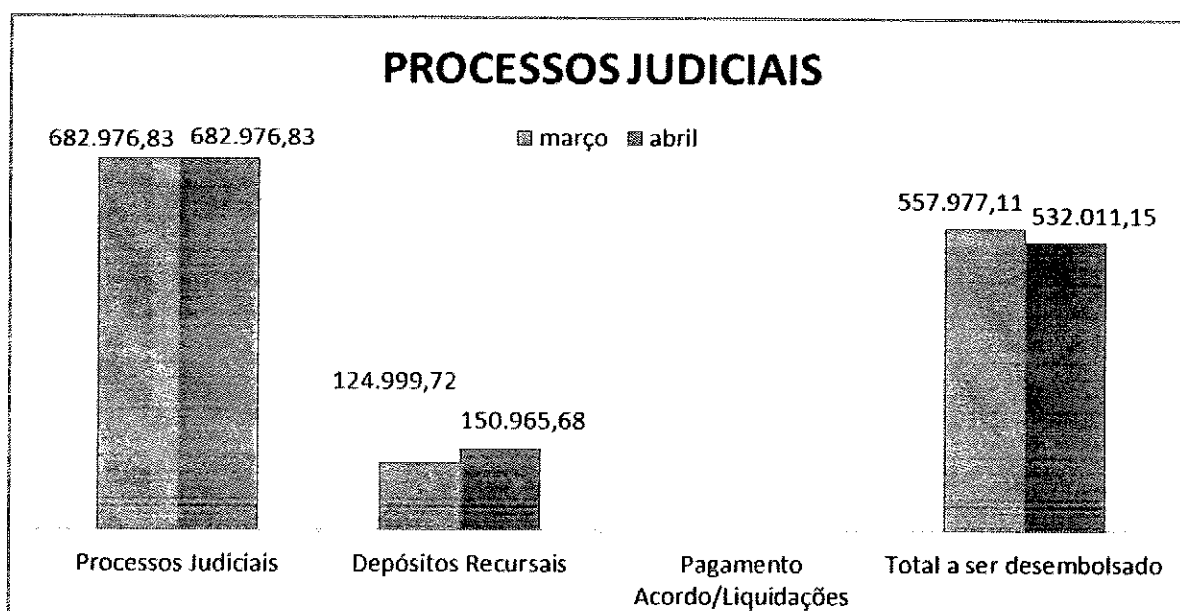 PROCESSOS JUDICIAIS
março abril
682.976,83 682.976,83
124.999,72
150.965,68
557.977,11
532.011,15
Processos Judiciais
Depósitos Recursais
Pagamento
Acordo/Liquidações
Total a ser desembolsado